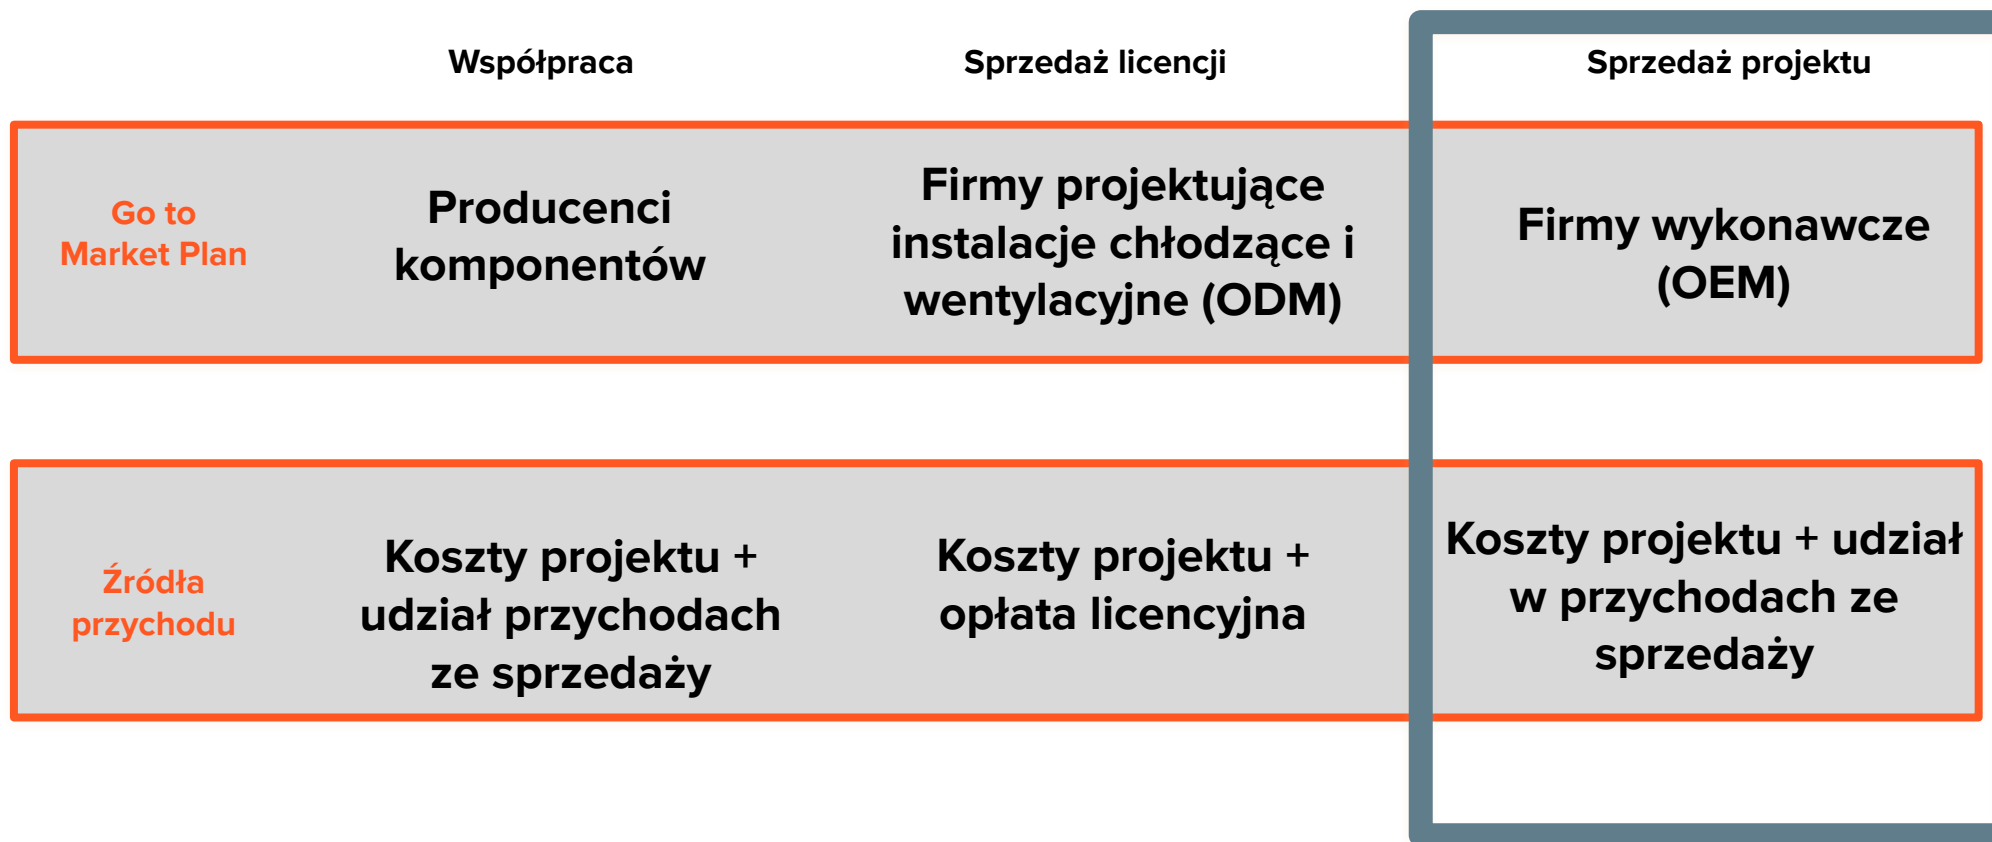 Współpraca
Sprzedaż licencji
Sprzedaż projektu
Go to
Market Plan
Producenci
komponentów
Firmy projektujące
instalacje chłodzące i
wentylacyjne (ODM)
Firmy wykonawcze
(OEM)
Źródła
przychodu
Koszty projektu +
udział przychodach
ze sprzedaży
Koszty projektu +
opłata licencyjna
Koszty projektu + udział
w przychodach ze
sprzedaży